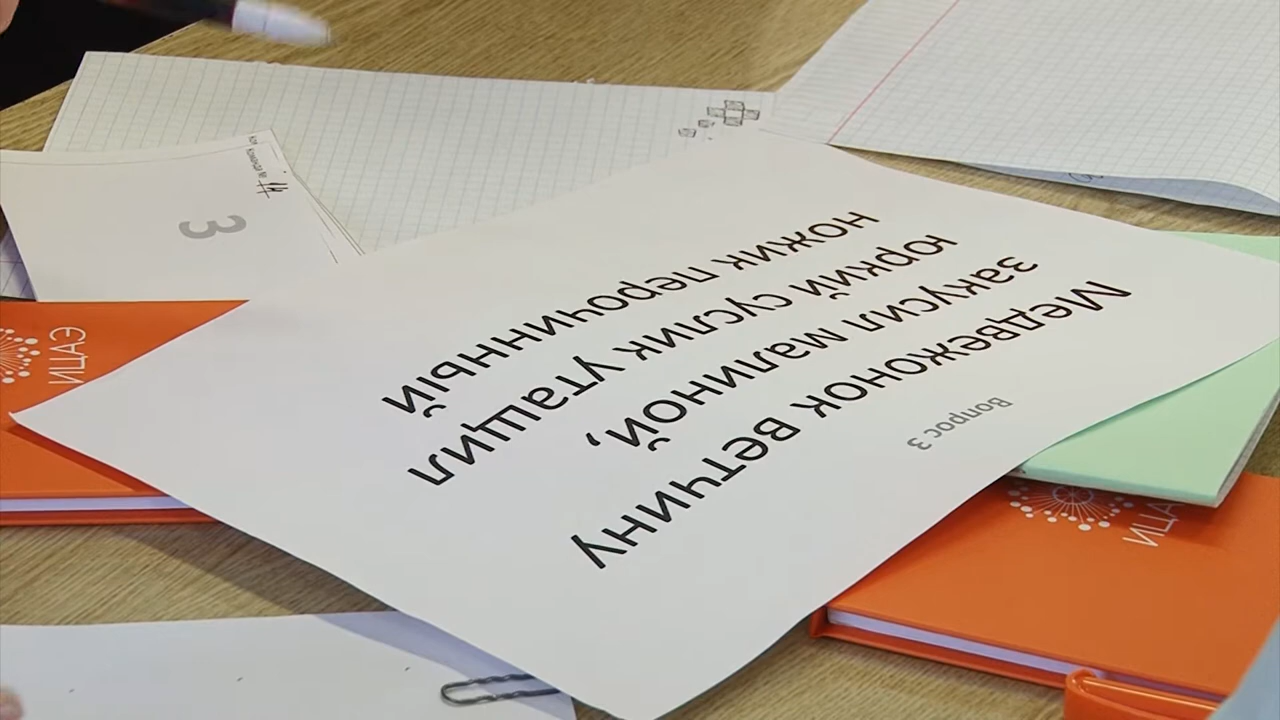 Вопрос 3
Медвежонок ветчину
закусил малиной,
юркий суслик утащил
ножик перочинный
3